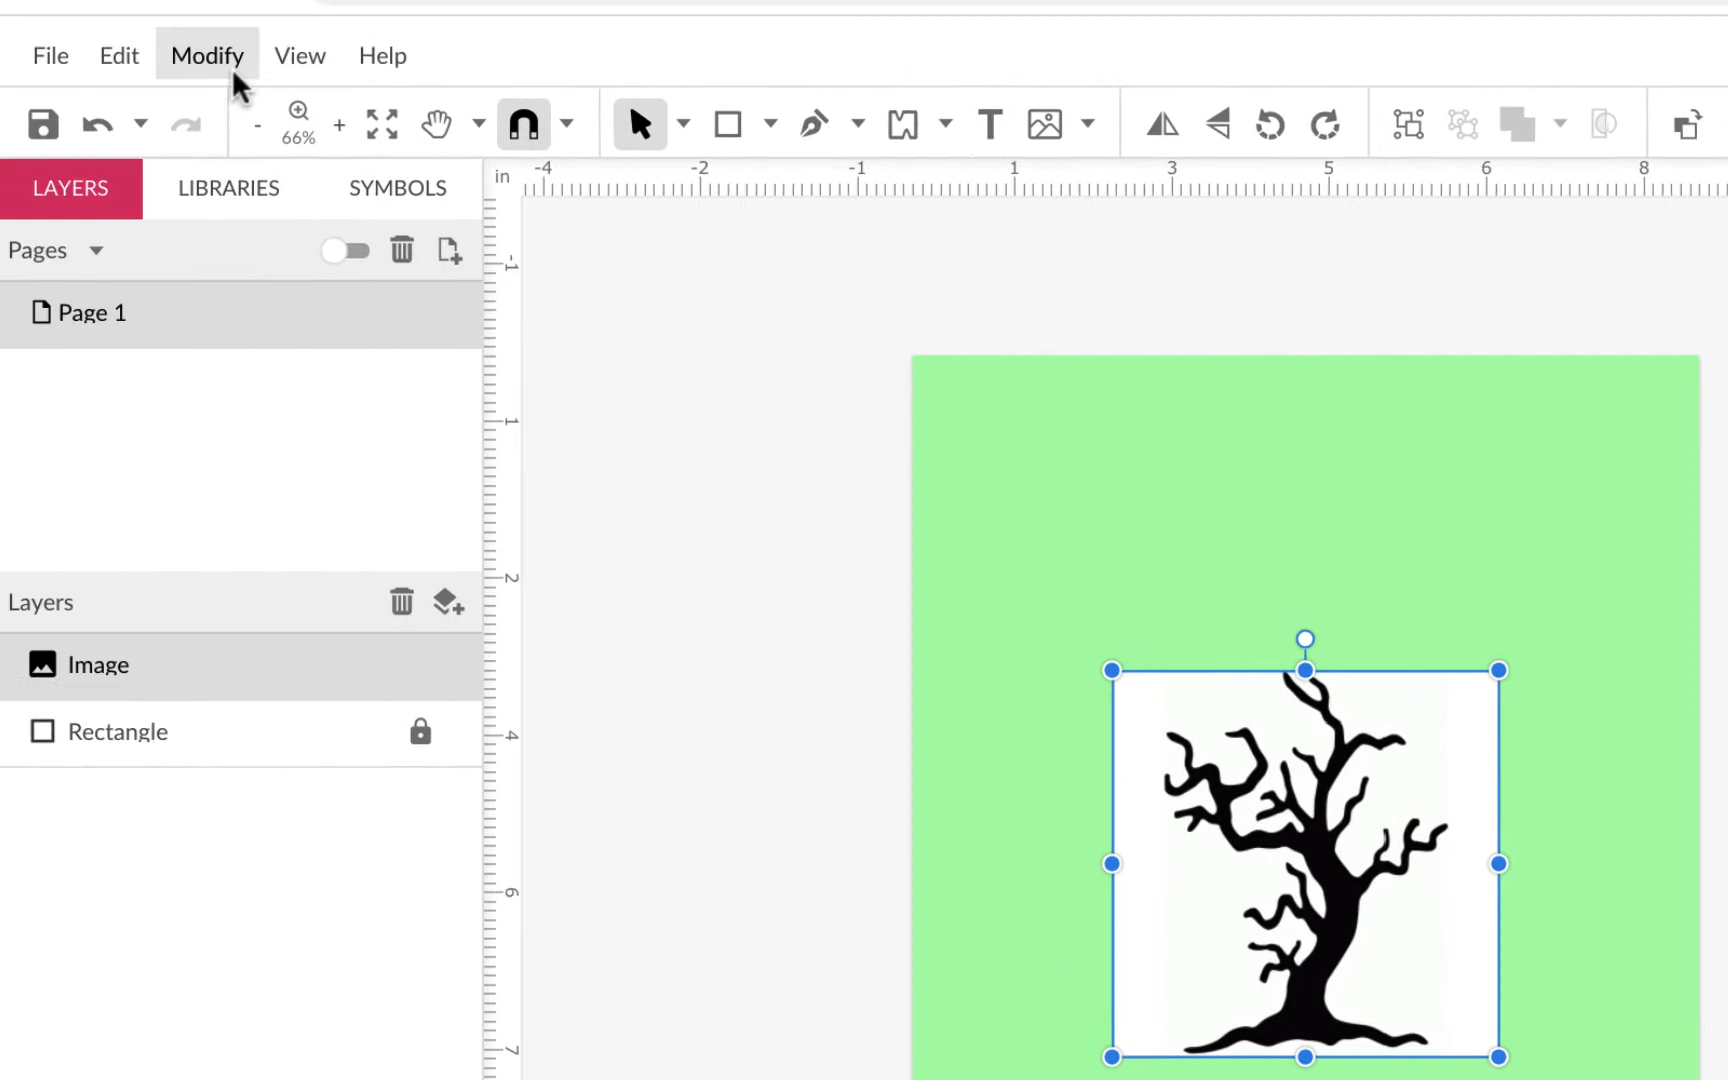 File Edit Modify View Help
- + 66%
LAYERS LIBRARIES SYMBOLS
in -4 -2 -1 1 3 5 6 8
Pages
Page 1
Layers
Image
Rectangle
-1
1
2
4
6
7